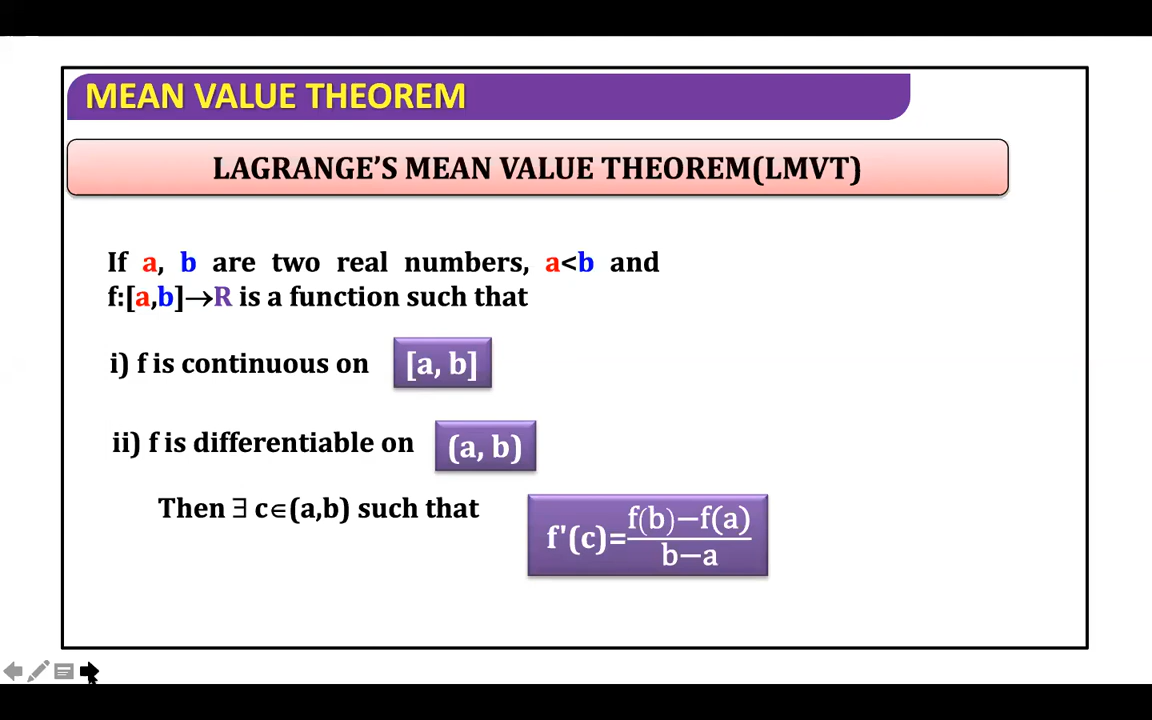 MEAN VALUE THEOREM
LAGRANGE’S MEAN VALUE THEOREM(LMVT)
If a, b are two real numbers, a<b and
f:[a,b]→R is a function such that
i) f is continuous on [a, b]
ii) f is differentiable on (a, b)
Then ∃ c∈(a,b) such that
f'(c)=
f(b)−f(a)
b−a